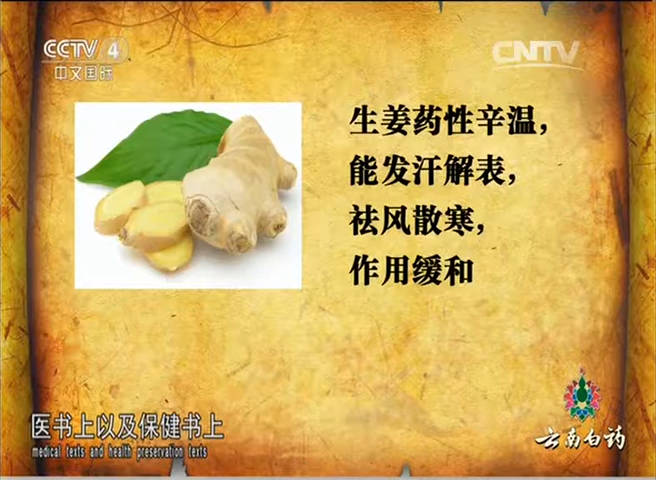 CCTV 4
中文国际
CNTV
生姜药性辛温，
能发汗解表，
祛风散寒，
作用缓和
医书上以及保健书上
medical texts and health preservation texts
云南白药